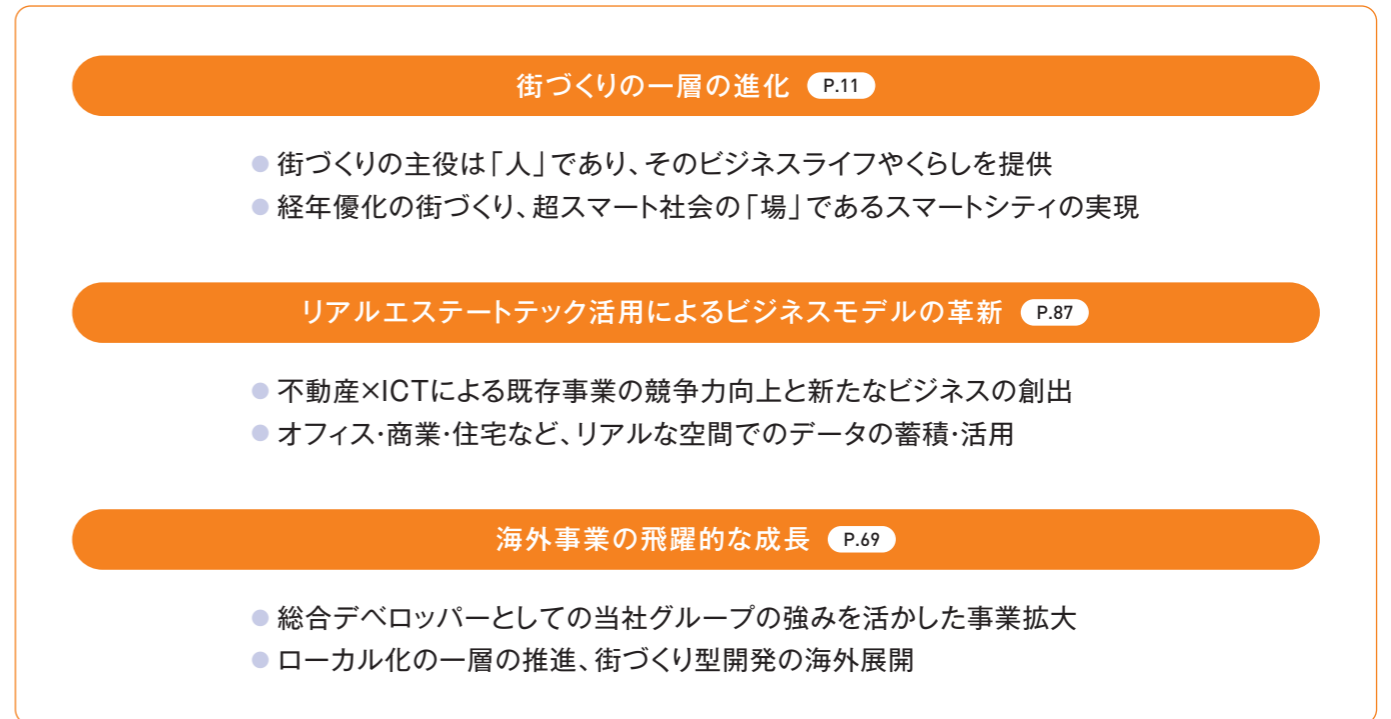 街づくりの一層の進化 P.11
● 街づくりの主役は「人」であり、そのビジネスライフやくらしを提供
● 経年優化の街づくり、超スマート社会の「場」であるスマートシティの実現
リアルエステートテック活用によるビジネスモデルの革新 P.87
● 不動産×ICTによる既存事業の競争力向上と新たなビジネスの創出
● オフィス・商業・住宅など、リアルな空間でのデータの蓄積・活用
海外事業の飛躍的な成長 P.69
● 総合デベロッパーとしての当社グループの強みを活かした事業拡大
● ローカル化の一層の推進、街づくり型開発の海外展開